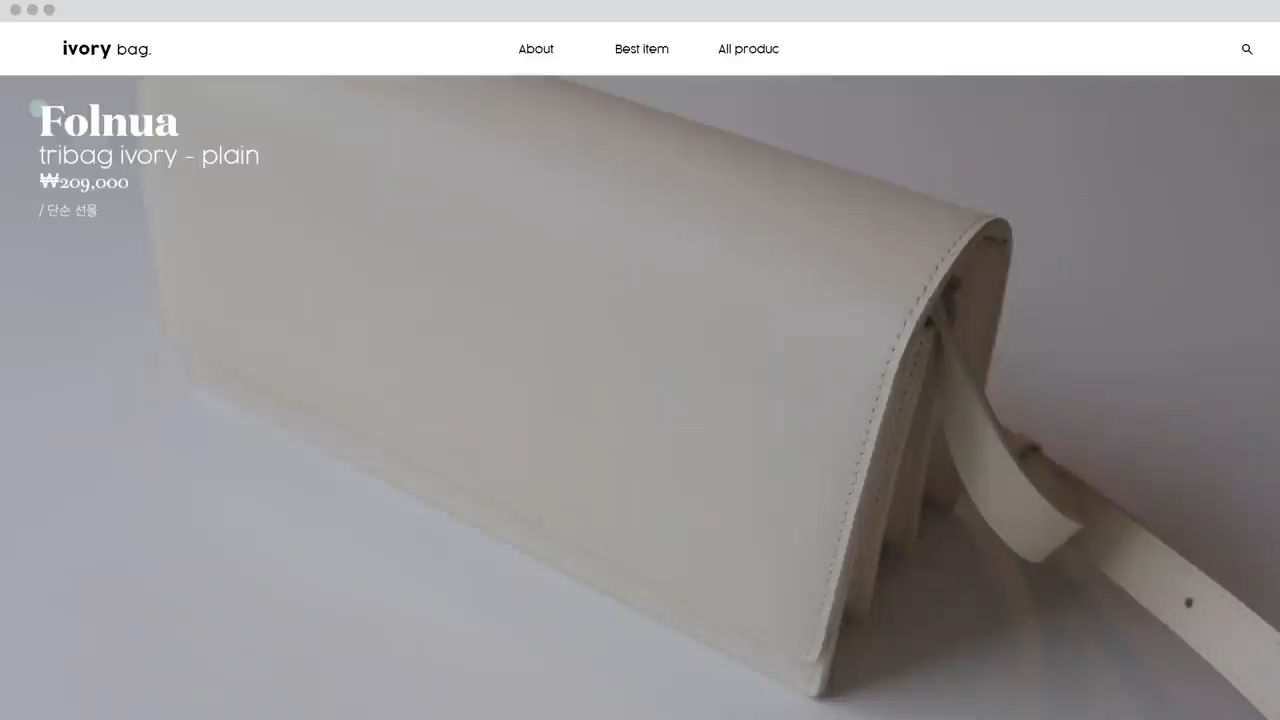 ivory bag.
About
Best item
All produc
Folnua
tribag ivory - plain
₩209,000
/ 단순 선물